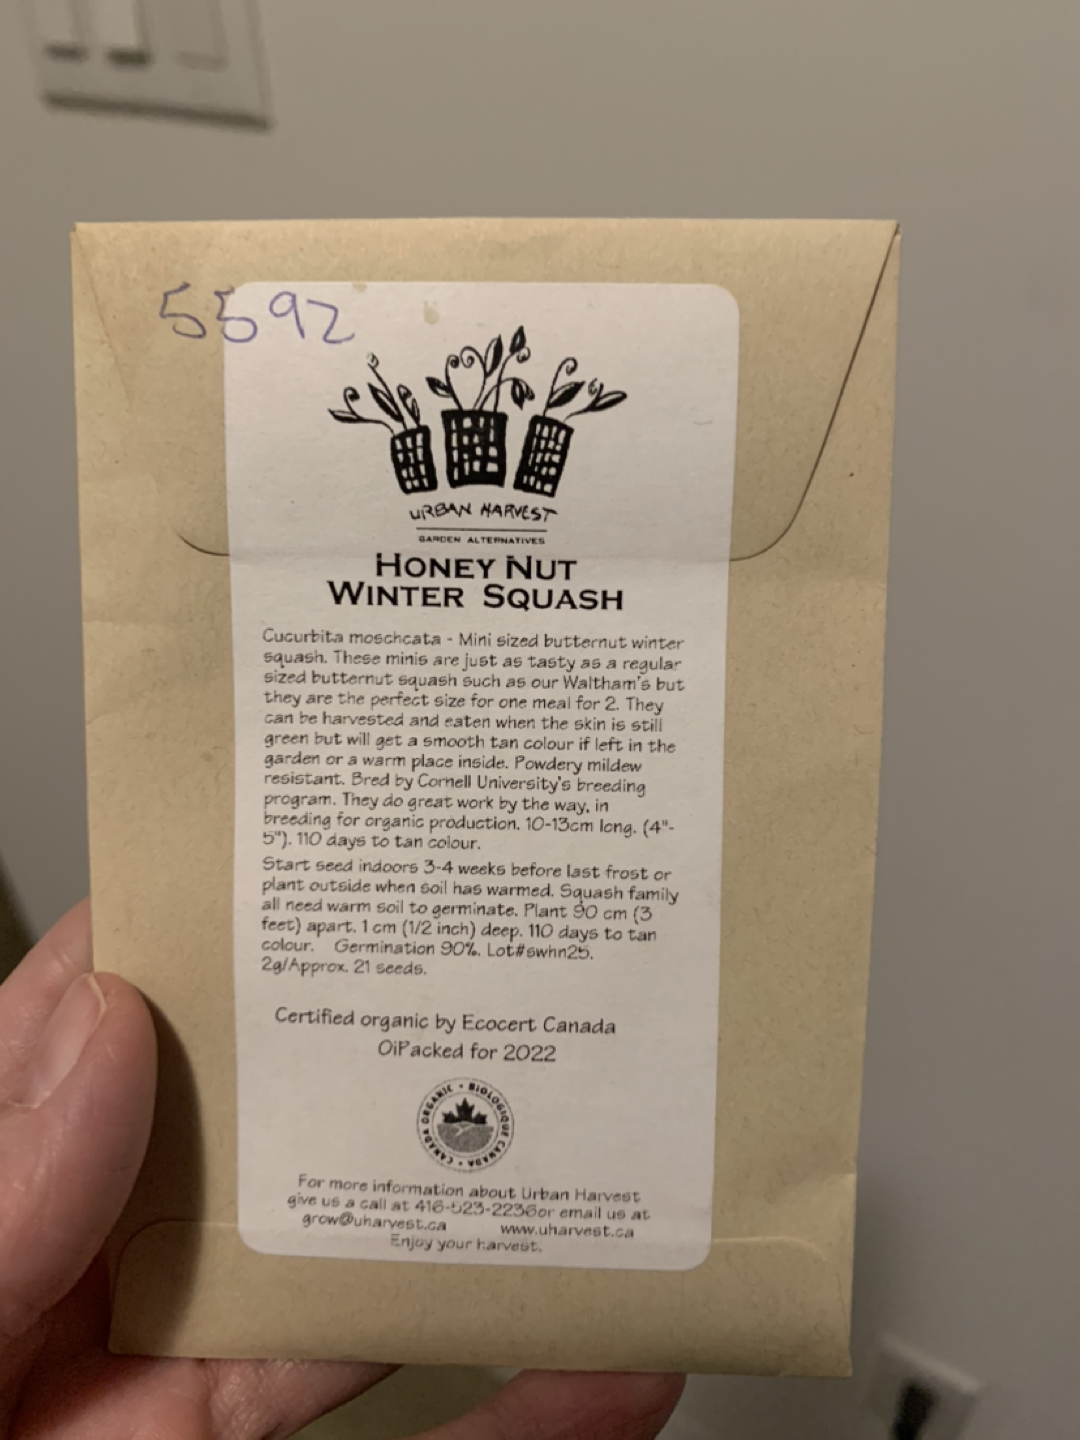 5592
URBAN HARVEST
GARDEN ALTERNATIVES
HONEY NUT
WINTER SQUASH
Cucurbita moschcata - Mini sized butternut winter
squash. These minis are just as tasty as a regular
sized butternut squash such as our Waltham's but
they are the perfect size for one meal for 2. They
can be harvested and eaten when the skin is still
green but will get a smooth tan colour if left in the
garden or a warm place inside. Powdery mildew
resistant. Bred by Cornell University's breeding
program. They do great work by the way, in
breeding for organic production. 10-13cm long. (4"-
5"). 110 days to tan colour.
Start seed indoors 3-4 weeks before last frost or
plant outside when soil has warmed. Squash family
all need warm soil to germinate. Plant 90 cm (3
feet) apart. 1 cm (1/2 inch) deep. 110 days to tan
colour. Germination 90%. Lot#swhn25.
2g/Approx. 21 seeds.
Certified organic by Ecocert Canada
OiPacked for 2022
CANADA ORGANIC • BIOLOGIQUE CANADA •
For more information about Urban Harvest
give us a call at 416-523-2236or email us at
grow@uharvest.ca www.uharvest.ca
Enjoy your harvest.